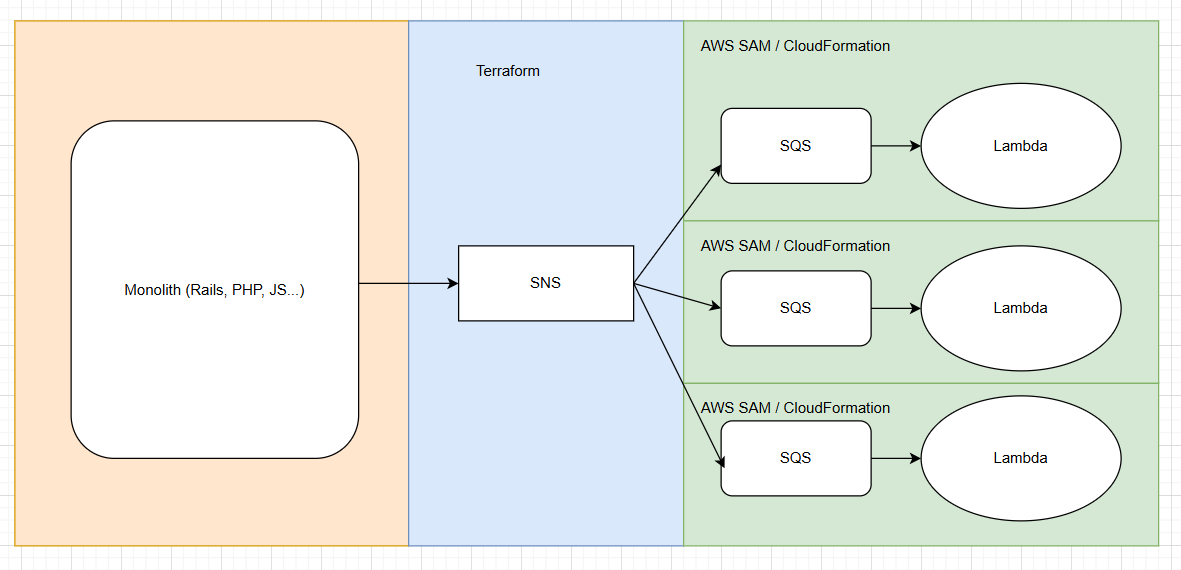 AWS SAM / CloudFormation
Terraform
SQS
Lambda
AWS SAM / CloudFormation
Monolith (Rails, PHP, JS...)
SNS
SQS
Lambda
AWS SAM / CloudFormation
SQS
Lambda